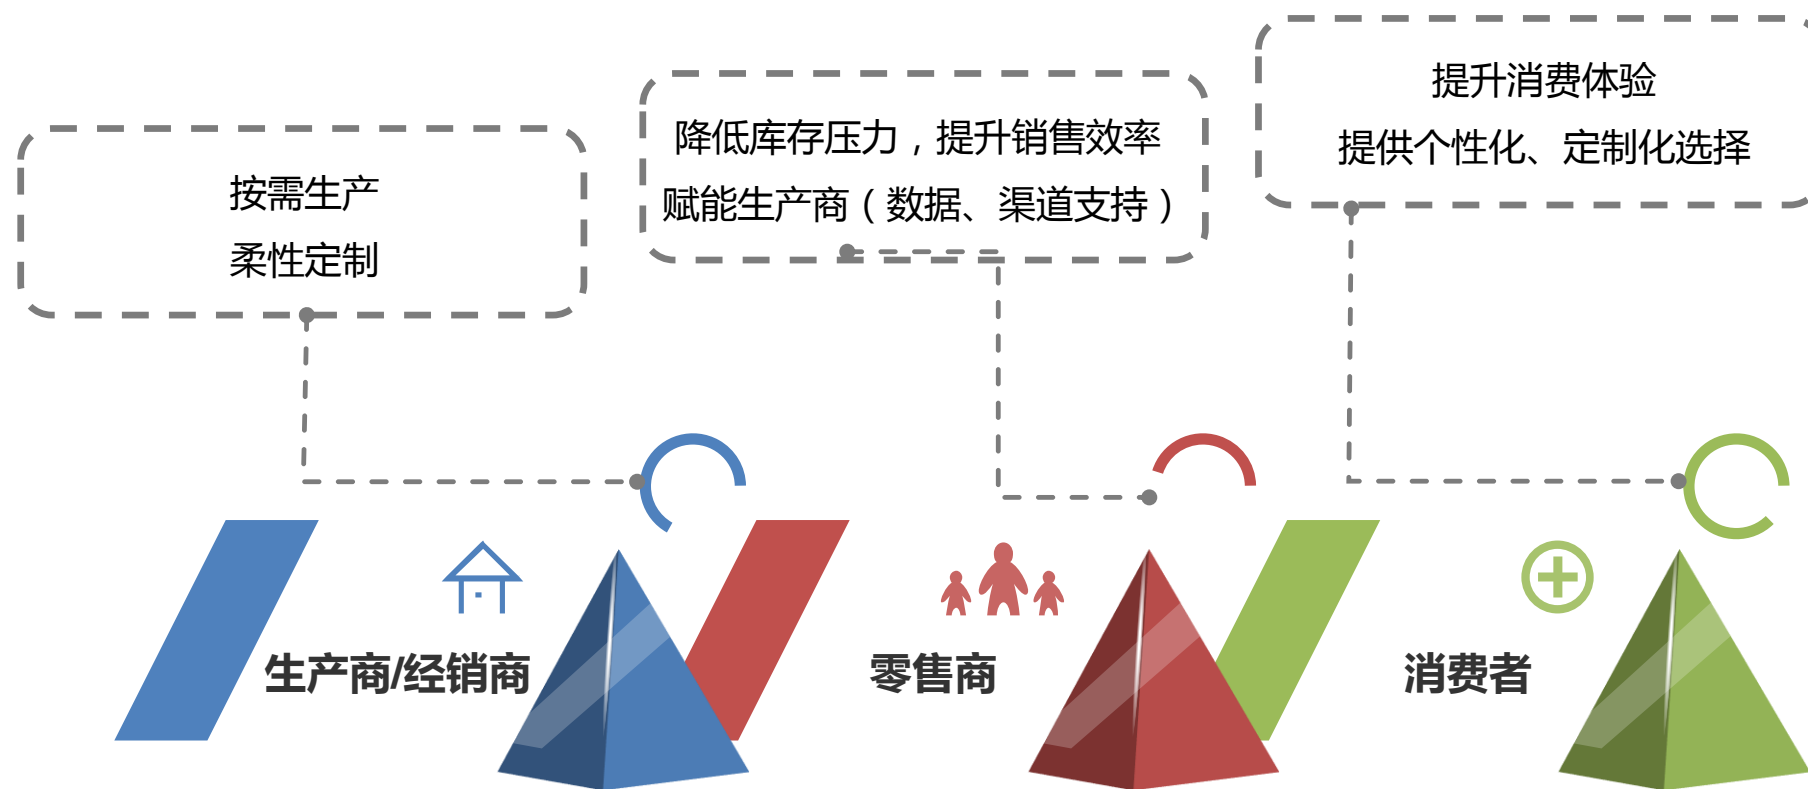 按需生产
柔性定制
降低库存压力，提升销售效率
赋能生产商（数据、渠道支持）
提升消费体验
提供个性化、定制化选择
生产商/经销商
零售商
消费者